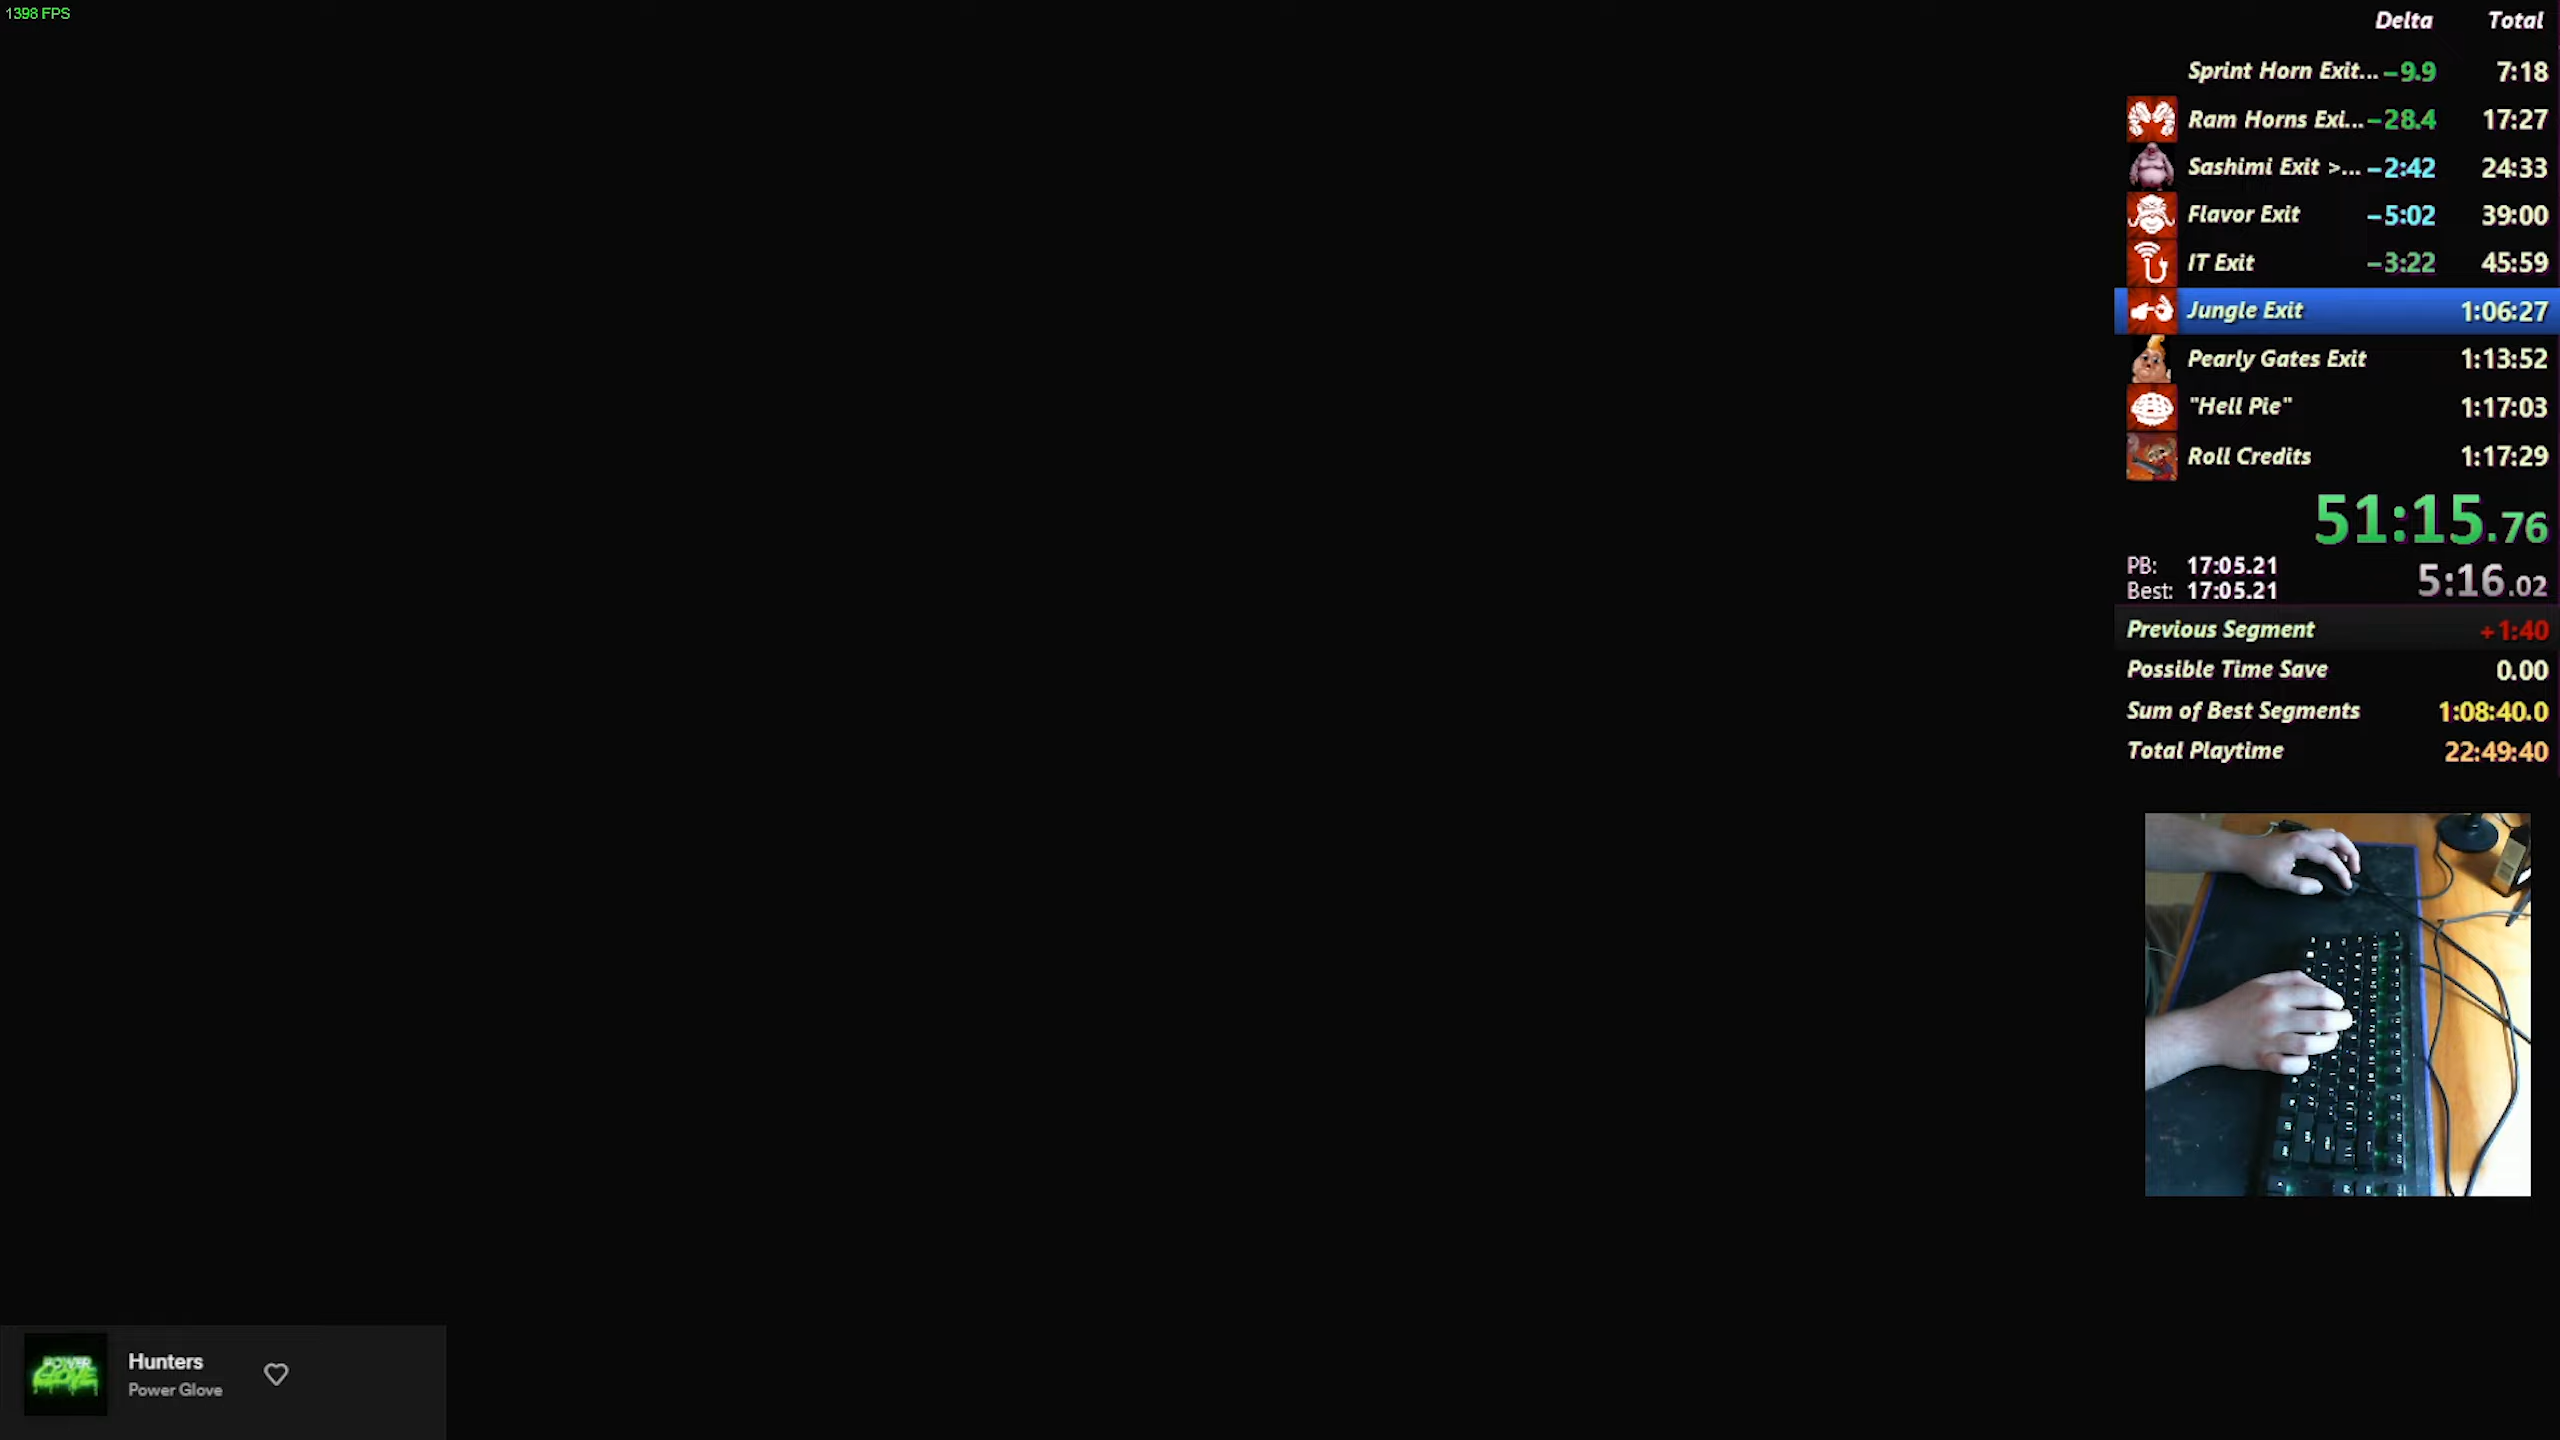 1398 FPS
Delta Total
Sprint Horn Exit... -9.9 7:18
Ram Horns Exi... -28.4 17:27
Sashimi Exit >... -2:42 24:33
Flavor Exit -5:02 39:00
IT Exit -3:22 45:59
Jungle Exit 1:06:27
Pearly Gates Exit 1:13:52
"Hell Pie" 1:17:03
Roll Credits 1:17:29
51:15.76
PB: 17:05.21
Best: 17:05.21
5:16.02
Previous Segment +1:40
Possible Time Save 0.00
Sum of Best Segments 1:08:40.0
Total Playtime 22:49:40
POWER GLOVE
Hunters
Power Glove